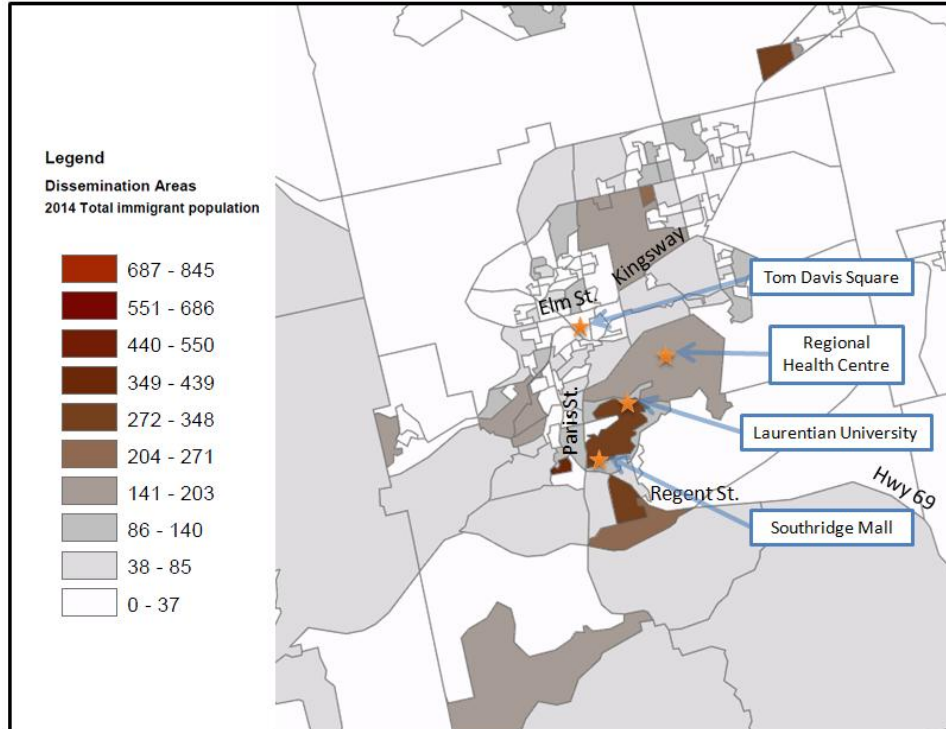 Legend
Dissemination Areas
2014 Total immigrant population
687 - 845
551 - 686
440 - 550
349 - 439
272 - 348
204 - 271
141 - 203
86 - 140
38 - 85
0 - 37
Kingsway
Elm St.
Paris St.
Regent St.
Hwy 69
Tom Davis Square
Regional
Health Centre
Laurentian University
Southridge Mall